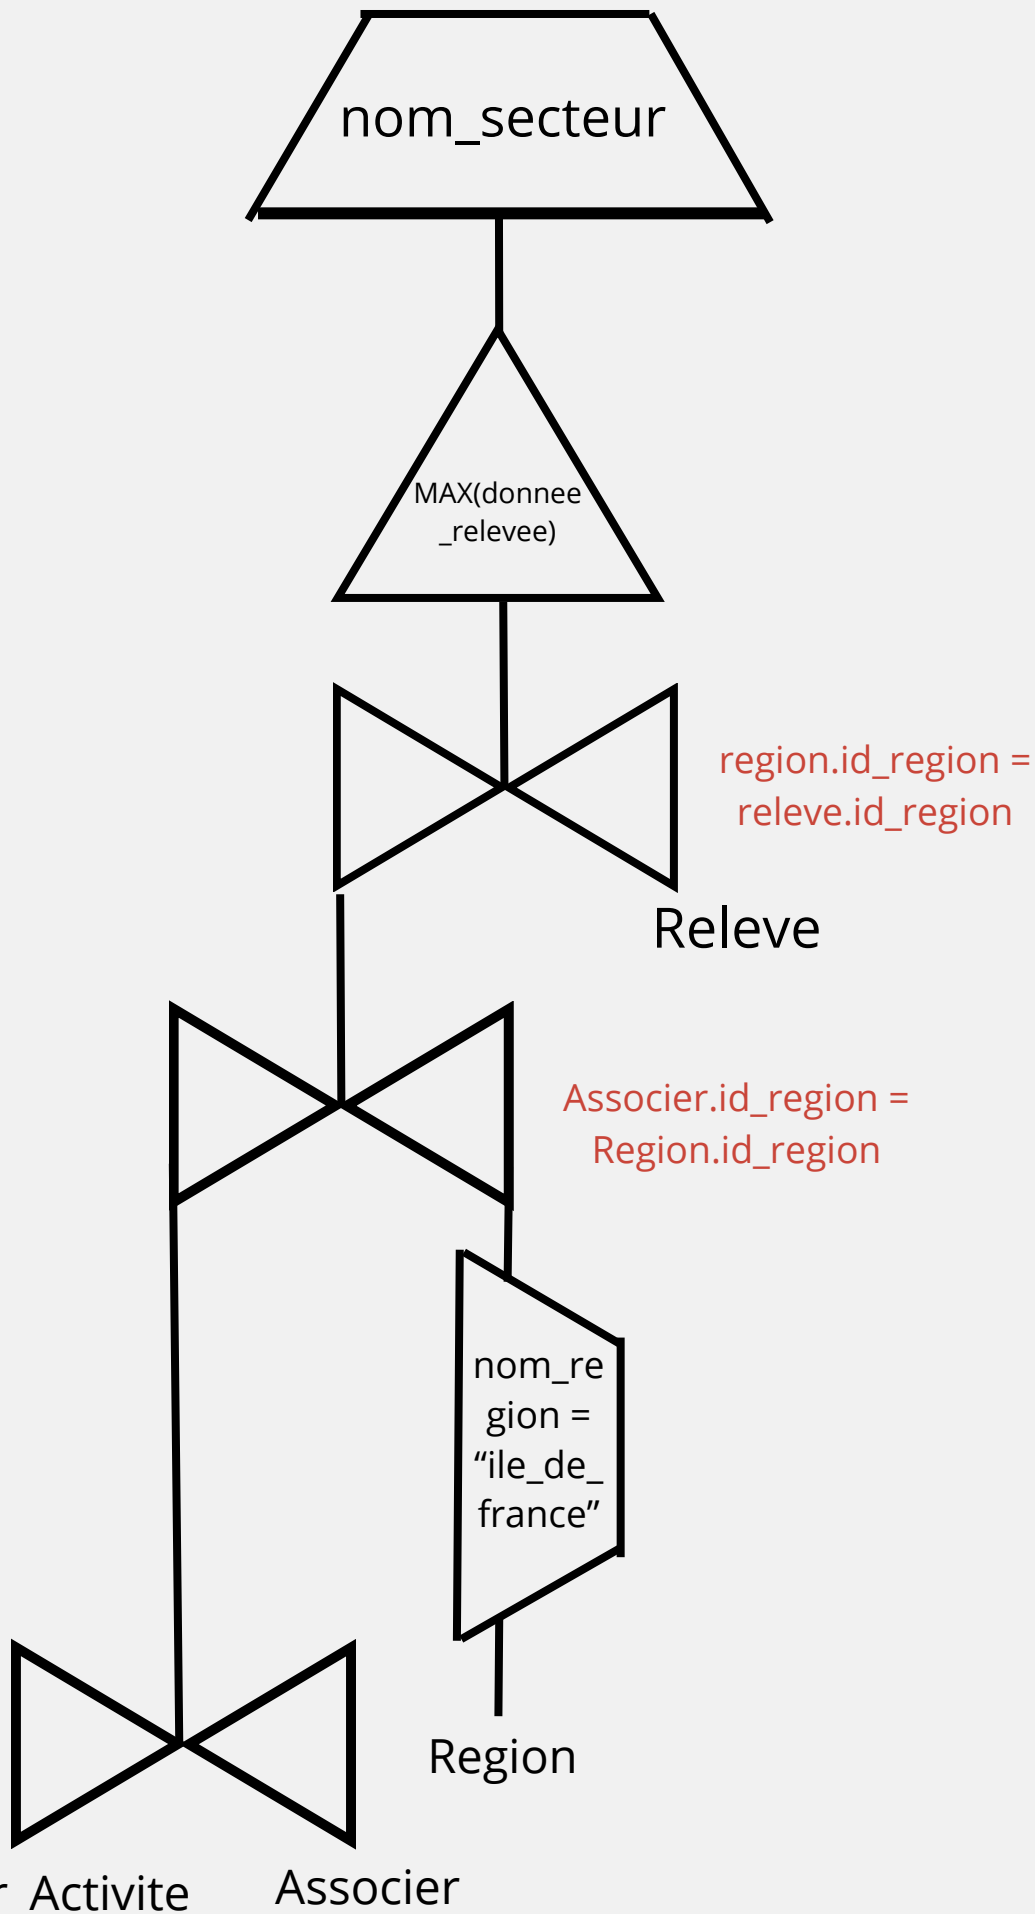 nom_secteur
MAX(donnee
_relevee)
region.id_region =
releve.id_region
Releve
Associer.id_region =
Region.id_region
nom_re
gion =
“ile_de_
france”
Region
r Activite
Associer